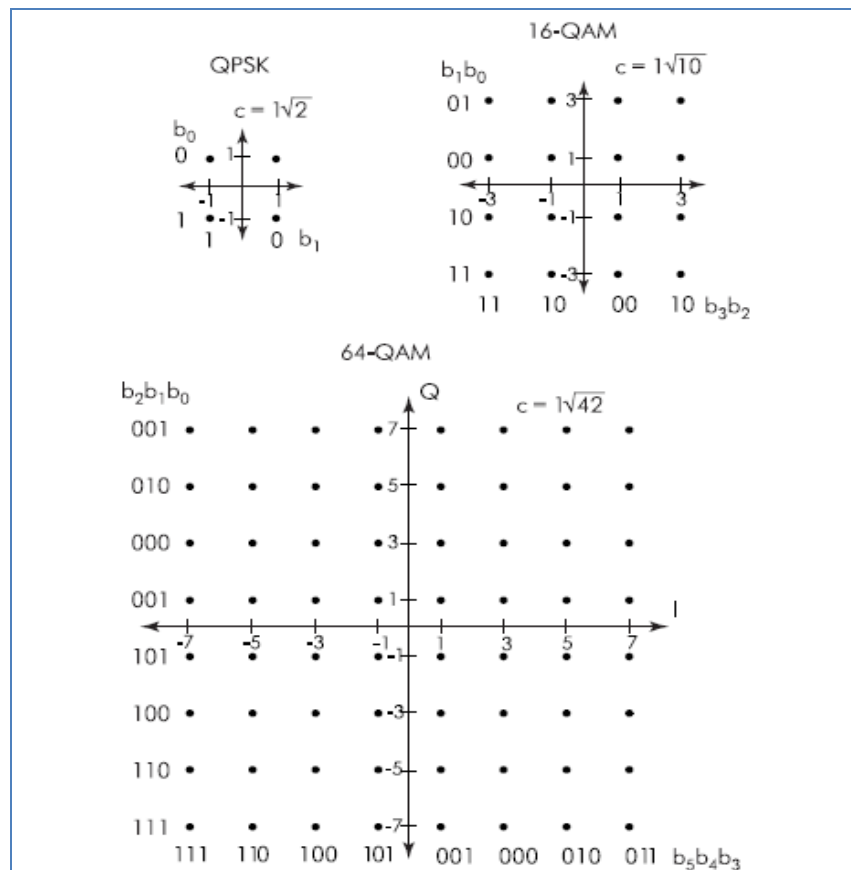 16-QAM
QPSK
b₁b₀ c = 1√10
c = 1√2
01 3
b₀
0 1
00 1
-1 1
-3 -1 1 3
1 -1
10 -1
1 0 b₁
11 -3
11 10 00 10 b₃b₂
64-QAM
b₂b₁b₀ Q c = 1√42
001 7
010 5
000 3
001 1 I
-7 -5 -3 -1 1 3 5 7
101 -1
100 -3
110 -5
111 -7
111 110 100 101 001 000 010 011 b₅b₄b₃